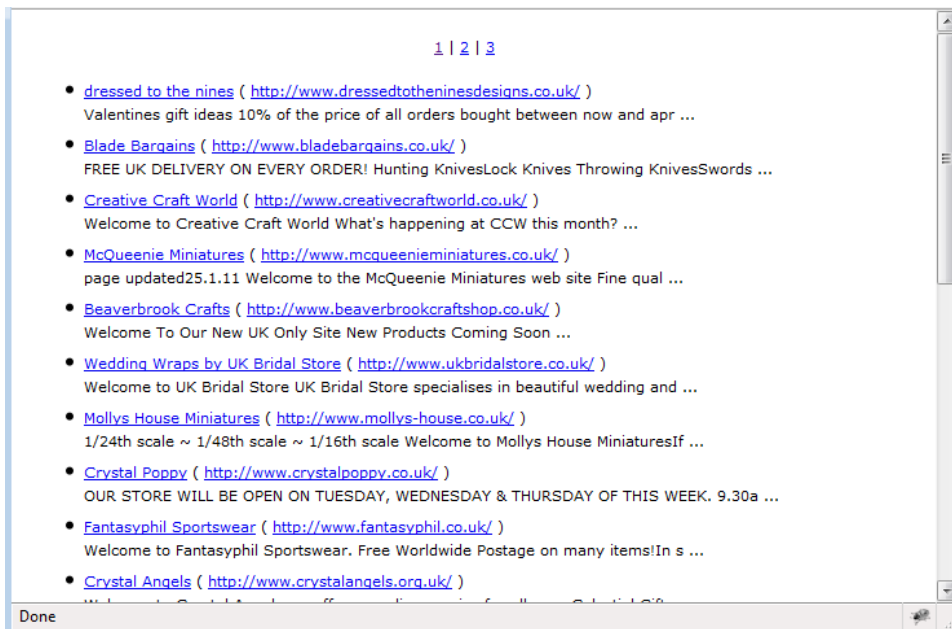 1 | 2 | 3
dressed to the nines ( http://www.dressedtotheninesdesigns.co.uk/ )
Valentines gift ideas 10% of the price of all orders bought between now and apr ...
Blade Bargains ( http://www.bladebargains.co.uk/ )
FREE UK DELIVERY ON EVERY ORDER! Hunting KnivesLock Knives Throwing KnivesSwords ...
Creative Craft World ( http://www.creativecraftworld.co.uk/ )
Welcome to Creative Craft World What's happening at CCW this month? ...
McQueenie Miniatures ( http://www.mcqueenieminiatures.co.uk/ )
page updated25.1.11 Welcome to the McQueenie Miniatures web site Fine qual ...
Beaverbrook Crafts ( http://www.beaverbrookcraftshop.co.uk/ )
Welcome To Our New UK Only Site New Products Coming Soon ...
Wedding Wraps by UK Bridal Store ( http://www.ukbridalstore.co.uk/ )
Welcome to UK Bridal Store UK Bridal Store specialises in beautiful wedding and ...
Mollys House Miniatures ( http://www.mollys-house.co.uk/ )
1/24th scale ~ 1/48th scale ~ 1/16th scale Welcome to Mollys House MiniaturesIf ...
Crystal Poppy ( http://www.crystalpoppy.co.uk/ )
OUR STORE WILL BE OPEN ON TUESDAY, WEDNESDAY & THURSDAY OF THIS WEEK. 9.30a ...
Fantasyphil Sportswear ( http://www.fantasyphil.co.uk/ )
Welcome to Fantasyphil Sportswear. Free Worldwide Postage on many items!In s ...
Crystal Angels ( http://www.crystalangels.org.uk/ )
Done